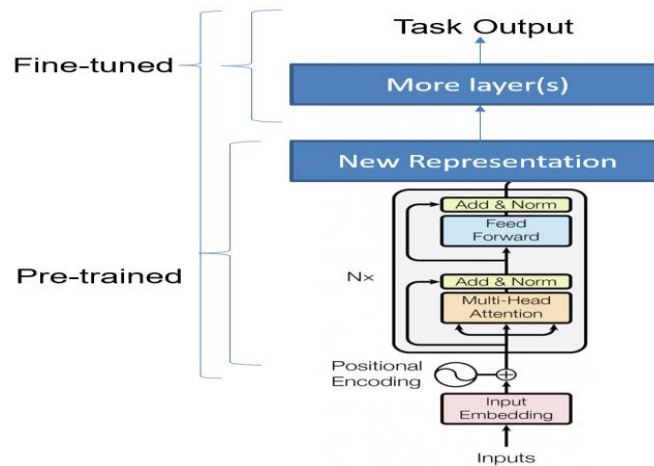 Task Output
Fine-tuned
More layer(s)
New Representation
Add & Norm
Feed
Forward
Pre-trained
Nx
Add & Norm
Multi-Head
Attention
Positional
Encoding
Input
Embedding
Inputs